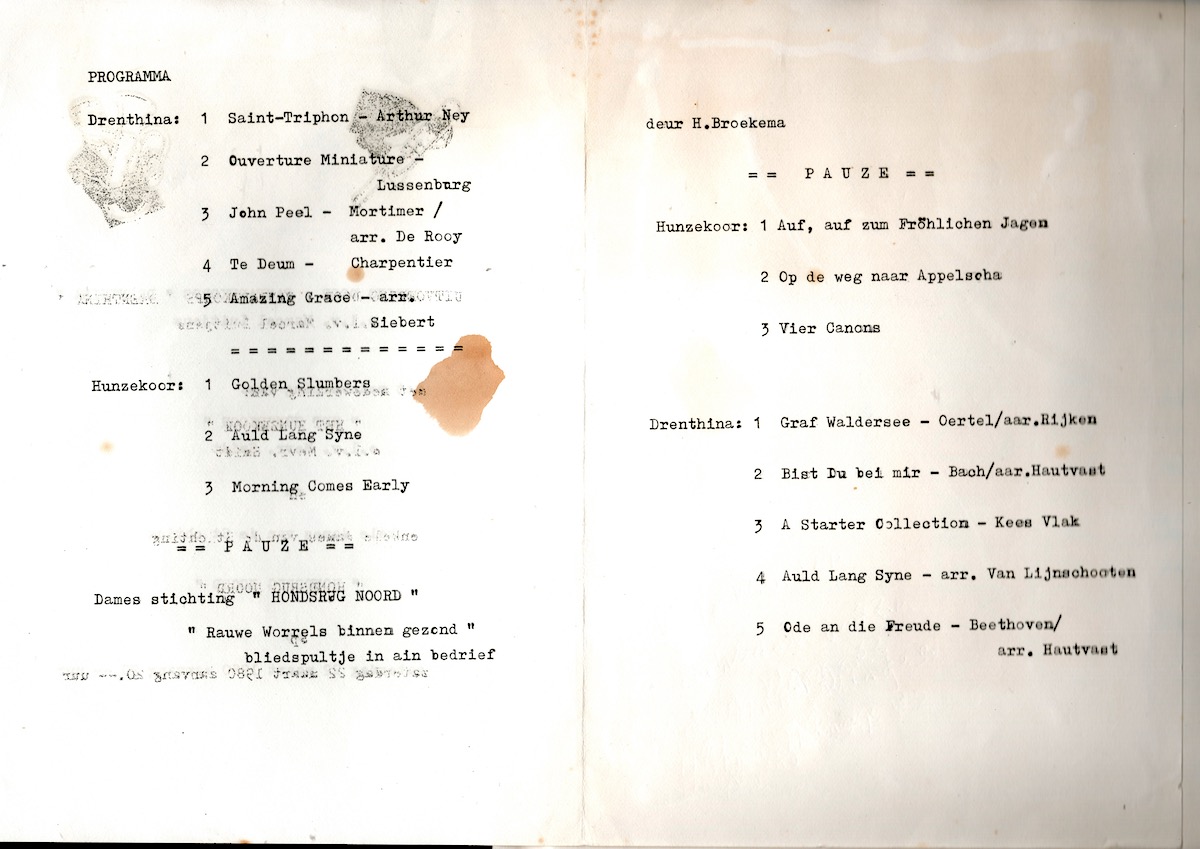 PROGRAMMA
Drenthina: 1 Saint-Triphon - Arthur Ney
2 Ouverture Miniature -
Lussenburg
3 John Peel - Mortimer /
arr. De Rooy
4 Te Deum - Charpentier
5 Amazing Grace - arr.
Siebert
= = = = = = = = = = = = =
Hunzekoor: 1 Golden Slumbers
2 Auld Lang Syne
3 Morning Comes Early
= = P A U Z E = =
Dames stichting " HONDSRUG NOORD "
" Rauwe Worrels binnen gezond "
bliedspultje in ain bedrief
deur H.Broekema
= = P A U Z E = =
Hunzekoor: 1 Auf, auf zum Fröhlichen Jagen
2 Op de weg naar Appelscha
3 Vier Canons
Drenthina: 1 Graf Waldersee - Oertel/aar.Rijken
2 Bist Du bei mir - Bach/aar.Hautvast
3 A Starter Collection - Kees Vlak
4 Auld Lang Syne - arr. Van Lijnschooten
5 Ode an die Freude - Beethoven/
arr. Hautvast